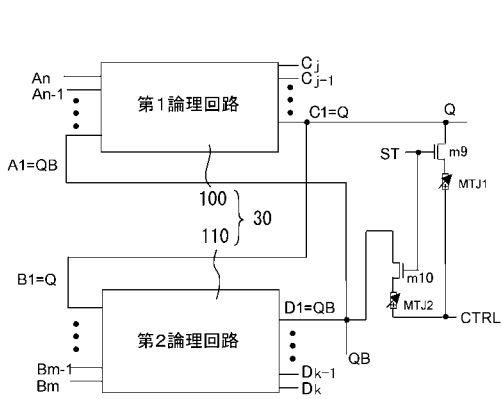 An
An-1
A1=QB
第1論理回路
Cj
Cj-1
C1=Q
Q
ST
m9
MTJ1
100
110
30
B1=Q
m10
MTJ2
CTRL
D1=QB
第2論理回路
QB
Bm-1
Bm
Dk-1
Dk